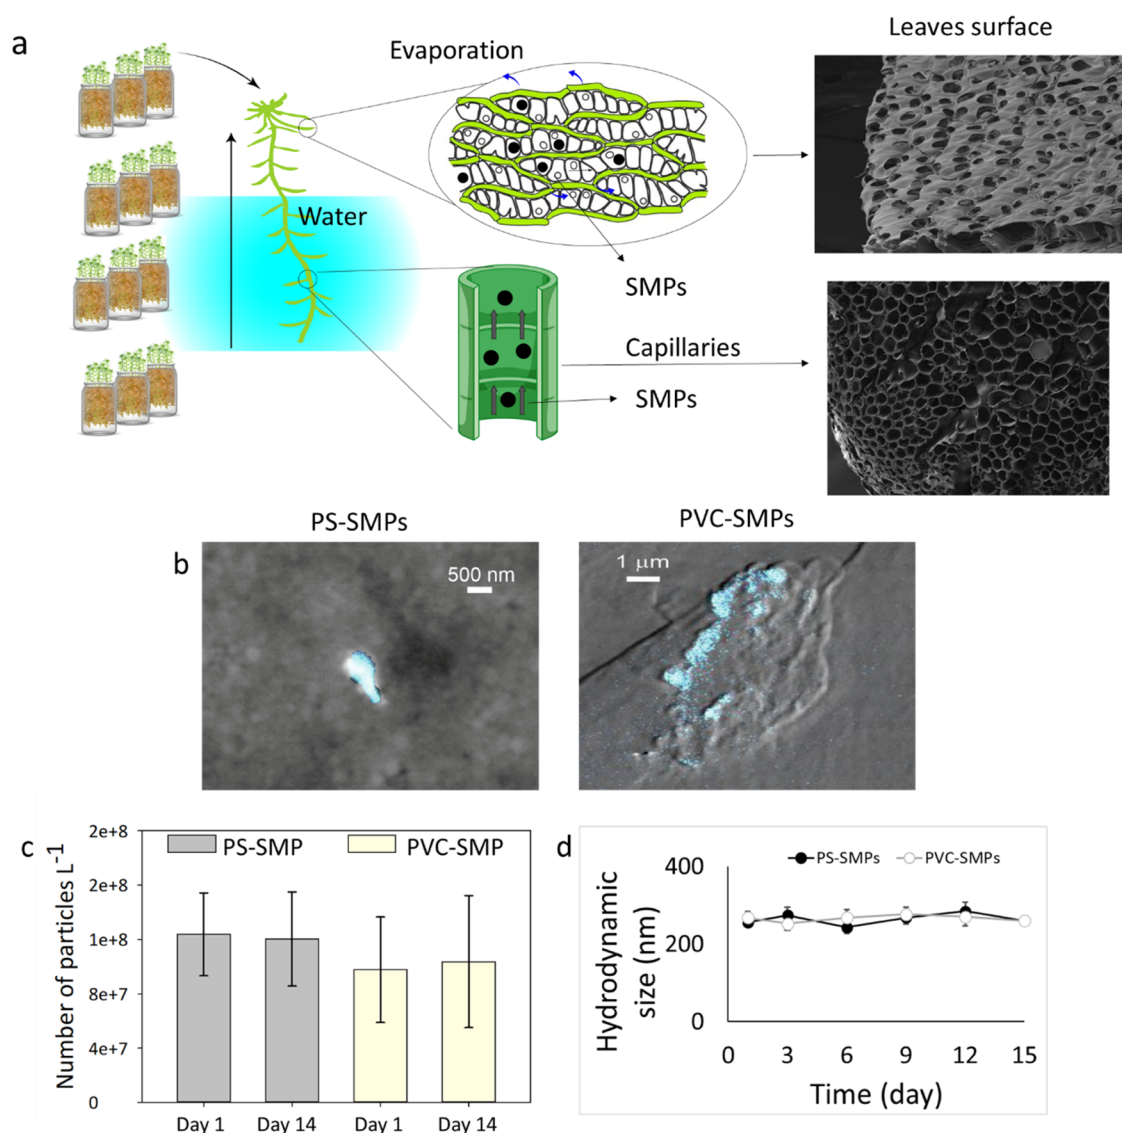 a
Leaves surface
Evaporation
Water
SMPs
Capillaries
SMPs
PS-SMPs
PVC-SMPs
b
500 nm
1 μm
c
Number of particles L⁻¹
2e+8
2e+8
1e+8
8e+7
4e+7
0
PS-SMP
PVC-SMP
Day 1
Day 14
Day 1
Day 14
d
PS-SMPs
PVC-SMPs
Hydrodynamic
size (nm)
400
200
0
0 3 6 9 12 15
Time (day)